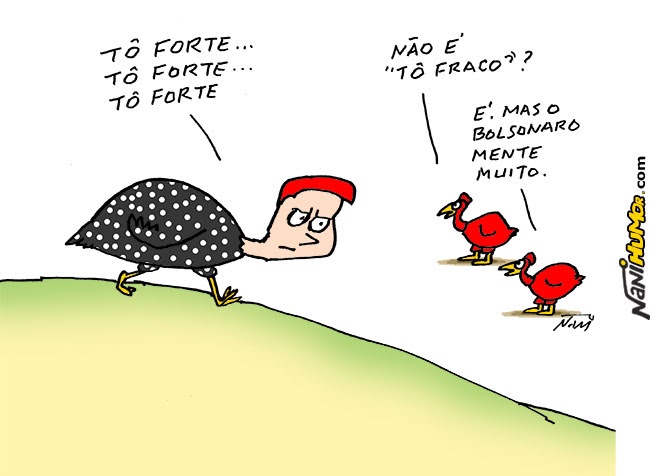 TÔ FORTE...
TÔ FORTE...
TÔ FORTE
NÃO É
"TÔ FRACO"?
É. MAS O
BOLSONARO
MENTE
MUITO.
NANi
NANiHUMOR.com